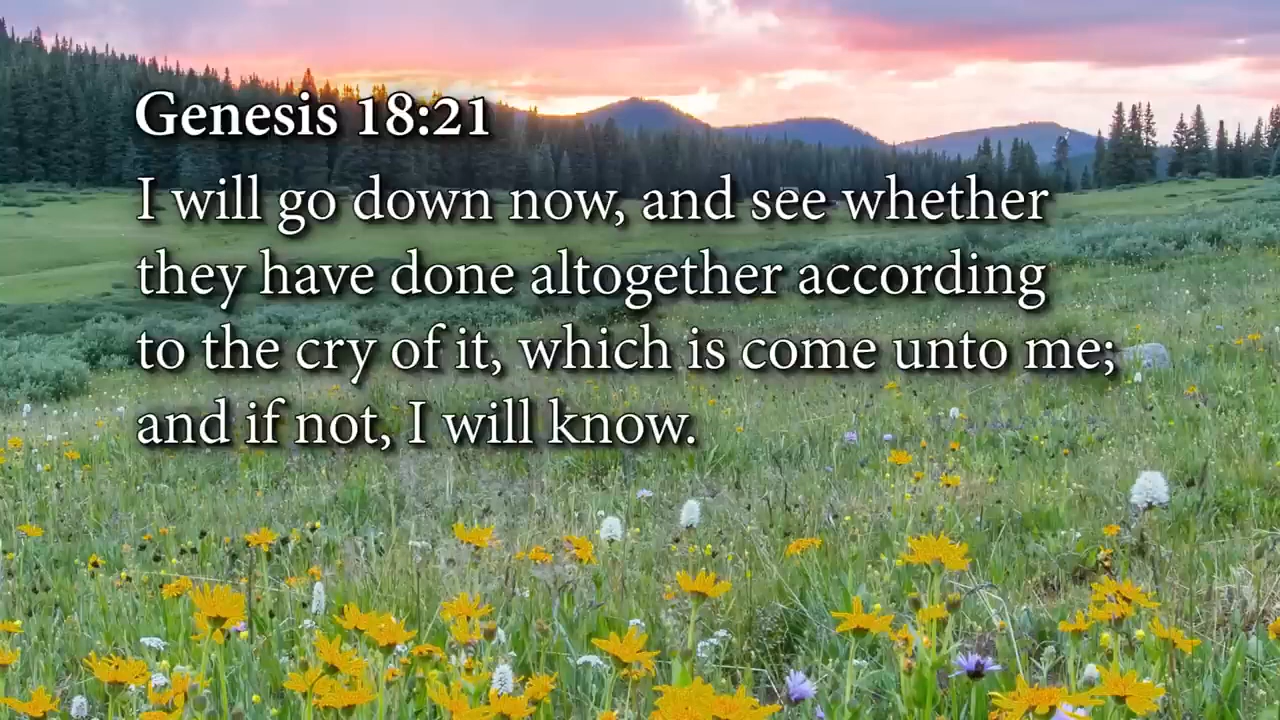 Genesis 18:21
I will go down now, and see whether
they have done altogether according
to the cry of it, which is come unto me;
and if not, I will know.